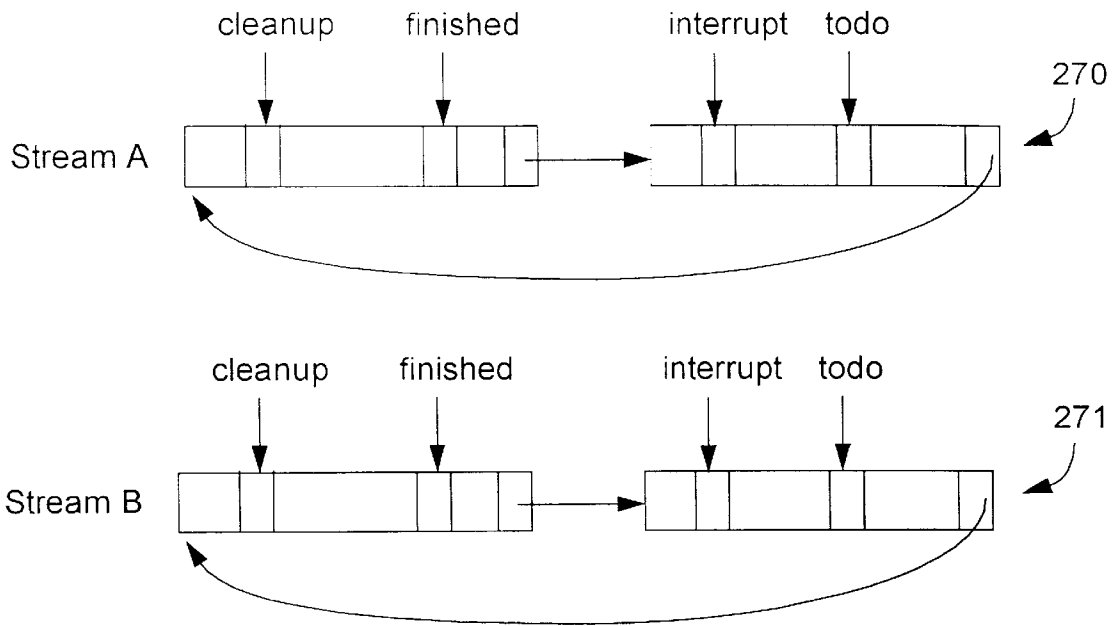 cleanup finished interrupt todo
270
Stream A
cleanup finished interrupt todo
271
Stream B